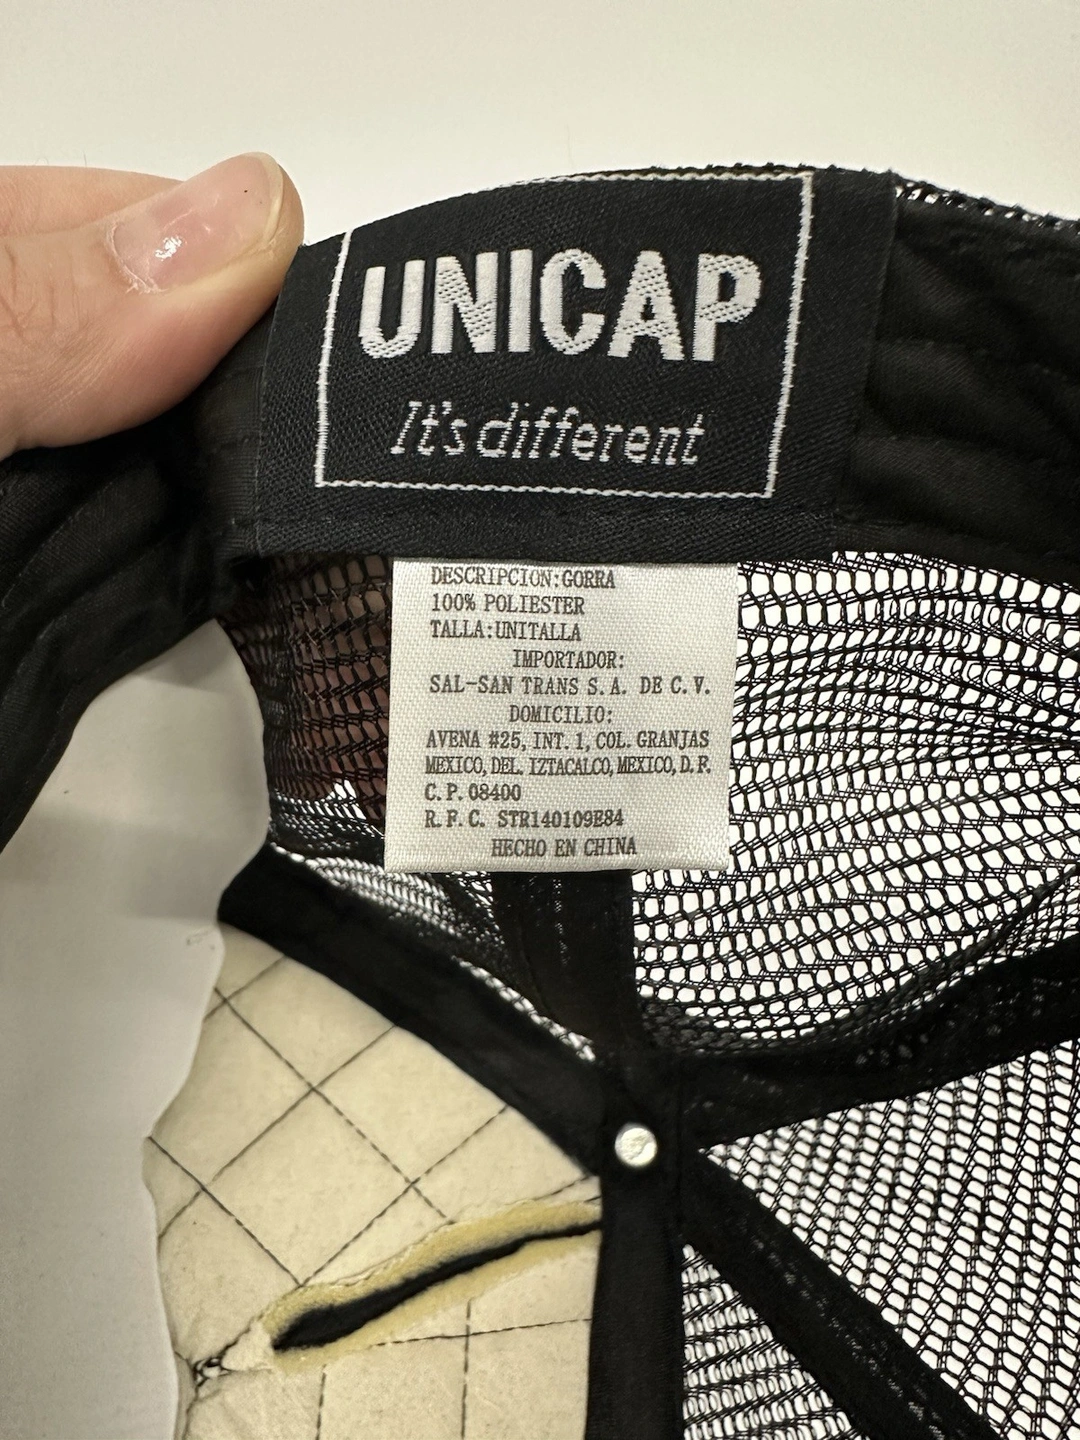 UNICAP
It's different
DESCRIPCION:GORRA
100% POLIESTER
TALLA:UNITALLA
IMPORTADOR:
SAL-SAN TRANS S.A. DE C.V.
DOMICILIO:
AVENA #25, INT. 1, COL. GRANJAS
MEXICO, DEL. IZTACALCO, MEXICO, D.F.
C.P. 08400
R.F.C. STR140109E84
HECHO EN CHINA